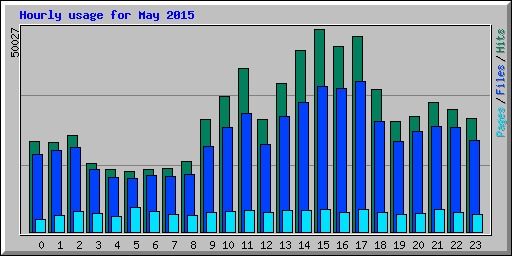 Hourly usage for May 2015
50027
Pages/Files/Hits
0 1 2 3 4 5 6 7 8 9 10 11 12 13 14 15 16 17 18 19 20 21 22 23